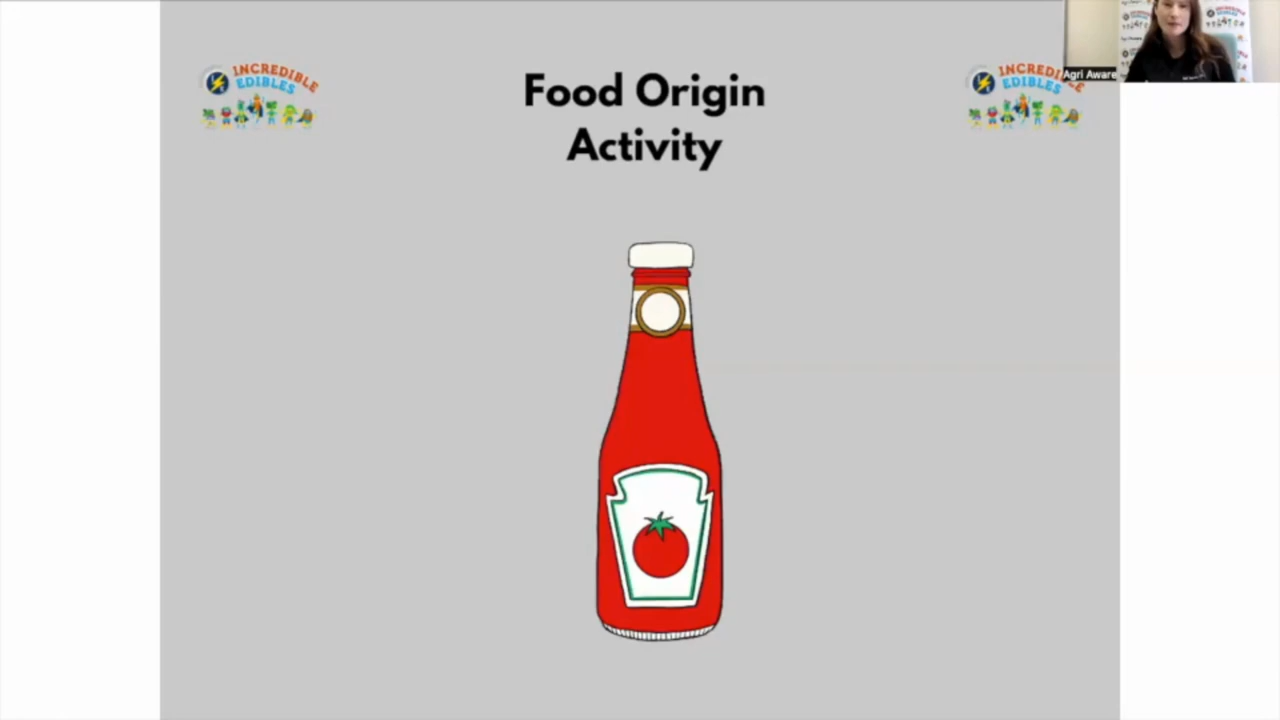 INCREDIBLE
EDIBLES
Food Origin
Activity
INCREDIBLE
EDIBLES
Agri Aware